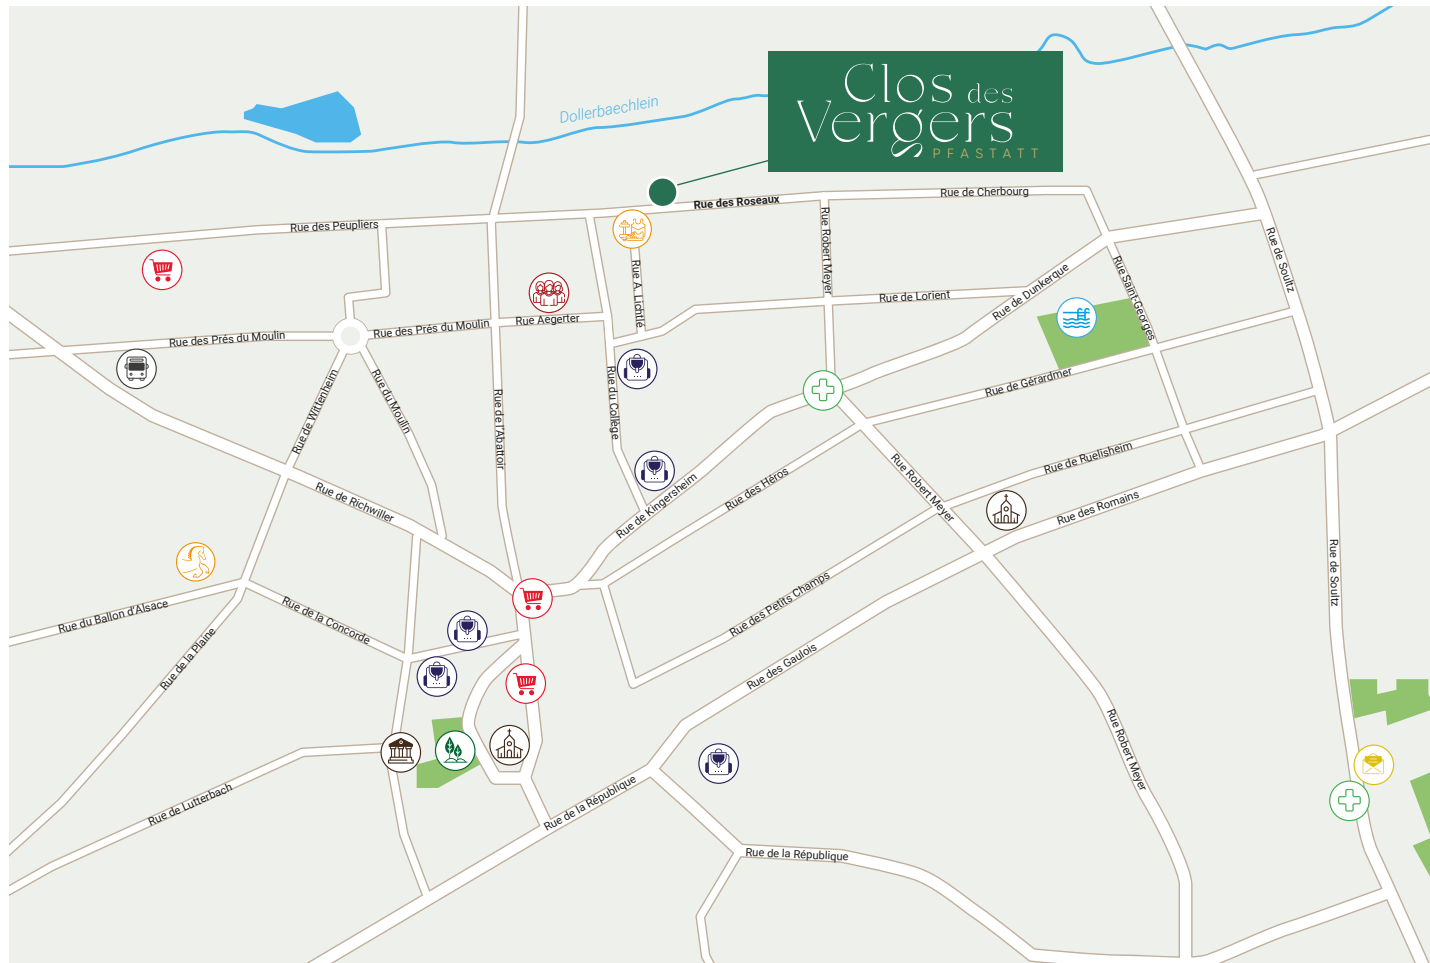 Clos des
Vergers
PFASTATT
Dollerbaechlein
Rue des Roseaux
Rue de Cherbourg
Rue des Peupliers
Rue Robert Meyer
Rue de Soultz
Rue Saint-Georges
Rue A. Lichtlé
Rue de Dunkerque
Rue de Lorient
Rue Aegerter
Rue des Prés du Moulin
Rue des Prés du Moulin
Rue de Wittenheim
Rue du Moulin
Rue de l'Abattoir
Rue du Collège
Rue de Gérardmer
Rue de Ruelisheim
Rue Robert Meyer
Rue des Romains
Rue des Héros
Rue de Kingersheim
Rue de Richwiller
Rue de Soultz
Rue des Petits Champs
Rue du Ballon d'Alsace
Rue de la Concorde
Rue de la Plaine
Rue des Gaulois
Rue Robert Meyer
Rue de Lutterbach
Rue de la République
Rue de la République